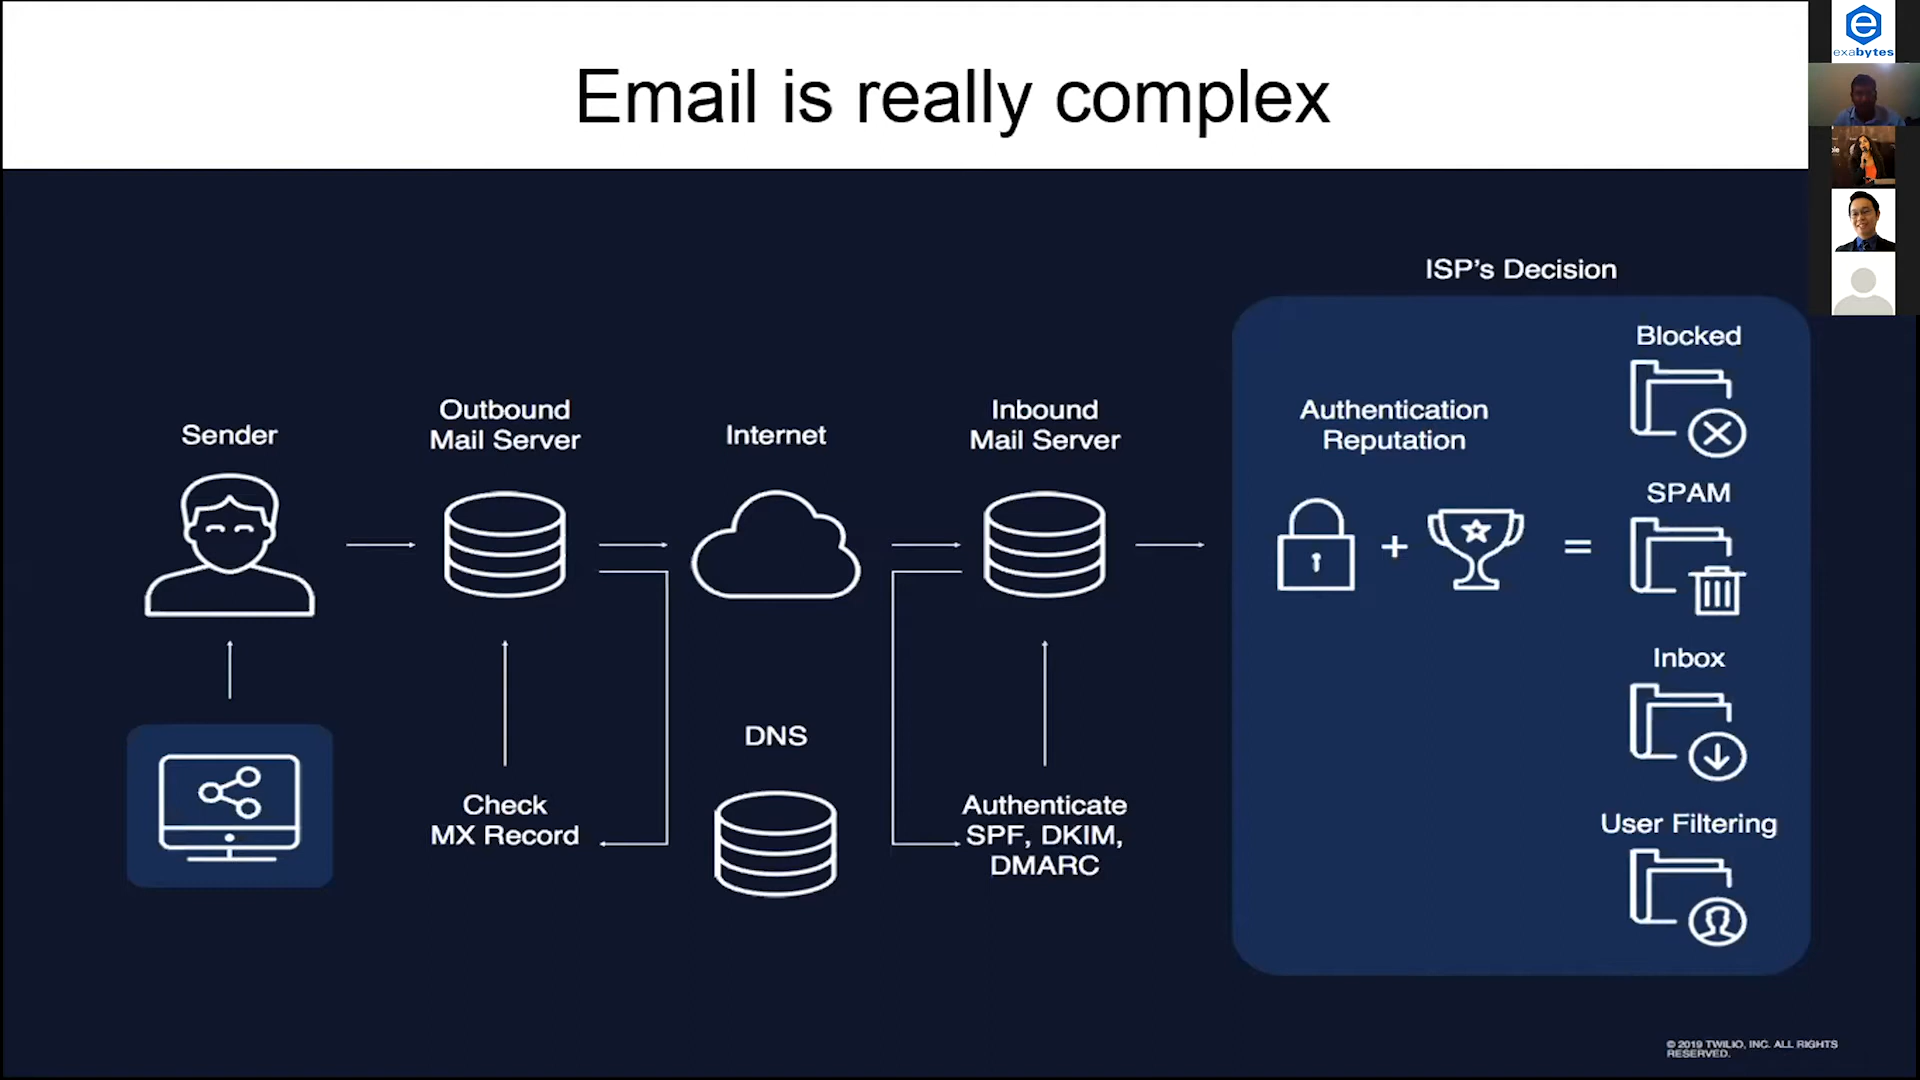 Email is really complex
exabytes
ISP's Decision
Blocked
Sender
Outbound
Mail Server
Internet
Inbound
Mail Server
Authentication
Reputation
SPAM
Inbox
DNS
Check
MX Record
Authenticate
SPF, DKIM,
DMARC
User Filtering
© 2019 TWILIO, INC. ALL RIGHTS
RESERVED.